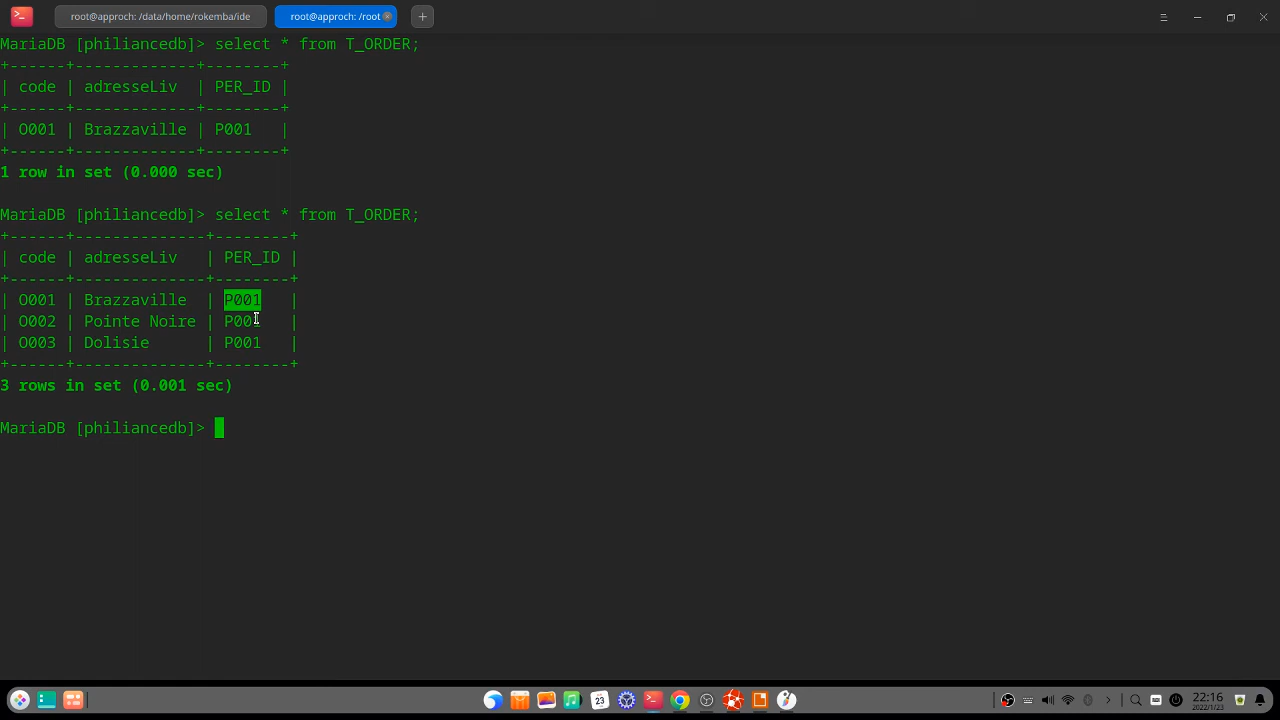 root@approch: /data/home/rokemba/ide
root@approch: /root
MariaDB [philiancedb]> select * from T_ORDER;
+------+-------------+--------+
| code | adresseLiv  | PER_ID |
+------+-------------+--------+
| O001 | Brazzaville | P001   |
+------+-------------+--------+
1 row in set (0.000 sec)
MariaDB [philiancedb]> select * from T_ORDER;
+------+--------------+--------+
| code | adresseLiv   | PER_ID |
+------+--------------+--------+
| O001 | Brazzaville  | P001   |
| O002 | Pointe Noire | P001   |
| O003 | Dolisie      | P001   |
+------+--------------+--------+
3 rows in set (0.001 sec)
MariaDB [philiancedb]>
23
22:16
2022/1/23